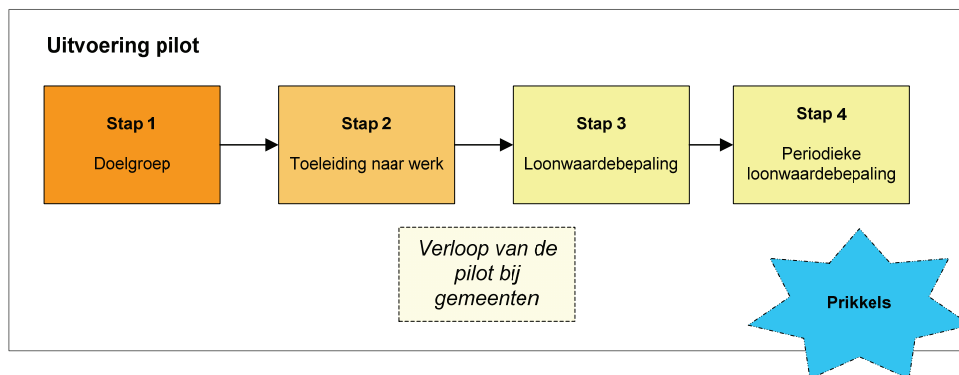 Uitvoering pilot
Stap 1
Doelgroep
Stap 2
Toeleiding naar werk
Stap 3
Loonwaardebepaling
Stap 4
Periodieke
loonwaardebepaling
Verloop van de
pilot bij
gemeenten
Prikkels